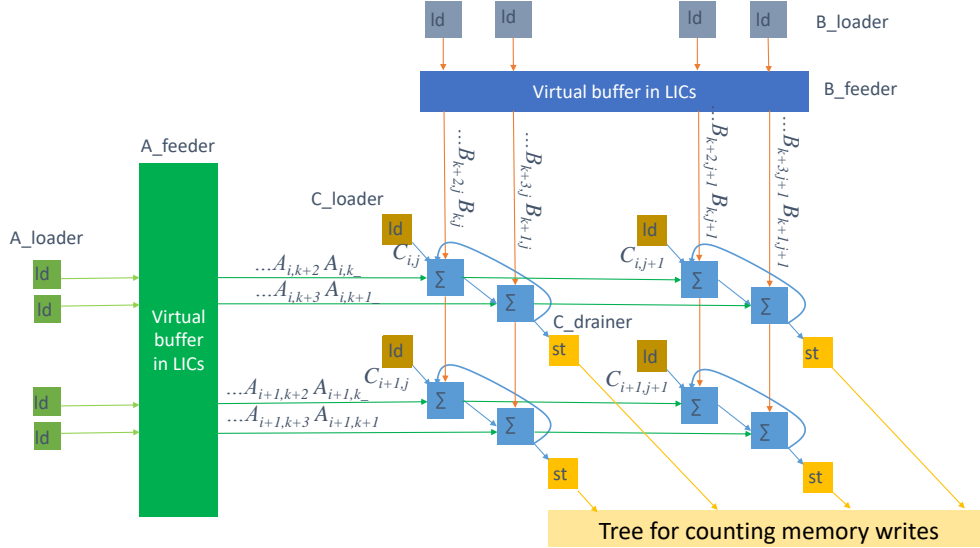 ld
ld
ld
ld
B_loader
Virtual buffer in LICs
B_feeder
A_feeder
...B_{k+2,j} B_{k,j}
...B_{k+3,j} B_{k+1,j}
...B_{k+2,j+1} B_{k,j+1}
...B_{k+3,j+1} B_{k+1,j+1}
C_loader
A_loader
ld
ld
ld
ld
Virtual
buffer
in LICs
ld
C_{i,j}
ld
C_{i,j+1}
...A_{i,k+2} A_{i,k_}
...A_{i,k+3} A_{i,k+1_}
Σ
Σ
Σ
Σ
C_drainer
st
st
ld
C_{i+1,j}
ld
C_{i+1,j+1}
...A_{i+1,k+2} A_{i+1,k_}
...A_{i+1,k+3} A_{i+1,k+1}
Σ
Σ
Σ
Σ
st
st
Tree for counting memory writes